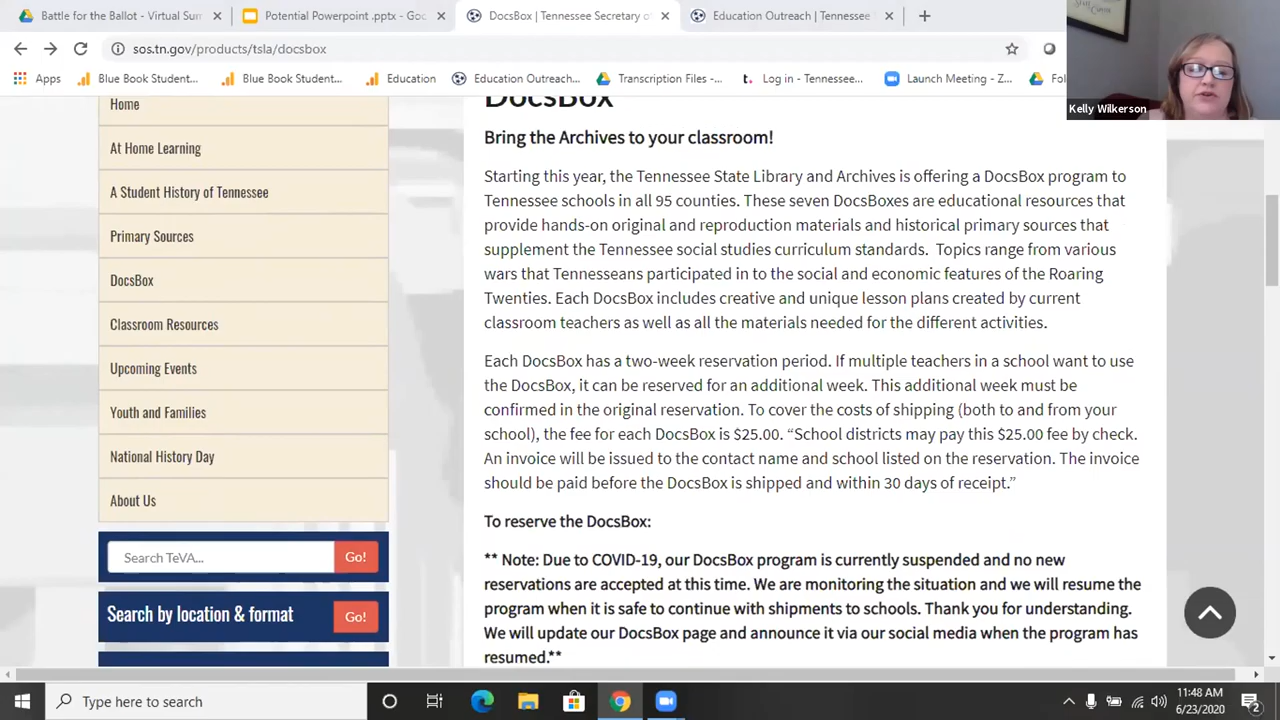 Battle for the Ballot - Virtual Sum
Potential Powerpoint .pptx - Goo
DocsBox | Tennessee Secretary o
Education Outreach | Tennessee
sos.tn.gov/products/tsla/docsbox
Apps
Blue Book Student...
Blue Book Student...
Education
Education Outreach...
Transcription Files -...
Log in - Tennessee...
Launch Meeting - Z...
Kelly Wilkerson
Home
At Home Learning
A Student History of Tennessee
Primary Sources
DocsBox
Classroom Resources
Upcoming Events
Youth and Families
National History Day
About Us
Search TeVA...
Go!
Search by location & format
Go!
DocsBox
Bring the Archives to your classroom!
Starting this year, the Tennessee State Library and Archives is offering a DocsBox program to
Tennessee schools in all 95 counties. These seven DocsBoxes are educational resources that
provide hands-on original and reproduction materials and historical primary sources that
supplement the Tennessee social studies curriculum standards. Topics range from various
wars that Tennesseans participated in to the social and economic features of the Roaring
Twenties. Each DocsBox includes creative and unique lesson plans created by current
classroom teachers as well as all the materials needed for the different activities.
Each DocsBox has a two-week reservation period. If multiple teachers in a school want to use
the DocsBox, it can be reserved for an additional week. This additional week must be
confirmed in the original reservation. To cover the costs of shipping (both to and from your
school), the fee for each DocsBox is $25.00. “School districts may pay this $25.00 fee by check.
An invoice will be issued to the contact name and school listed on the reservation. The invoice
should be paid before the DocsBox is shipped and within 30 days of receipt.”
To reserve the DocsBox:
** Note: Due to COVID-19, our DocsBox program is currently suspended and no new
reservations are accepted at this time. We are monitoring the situation and we will resume the
program when it is safe to continue with shipments to schools. Thank you for understanding.
We will update our DocsBox page and announce it via our social media when the program has
resumed.**
Type here to search
11:48 AM
6/23/2020
2